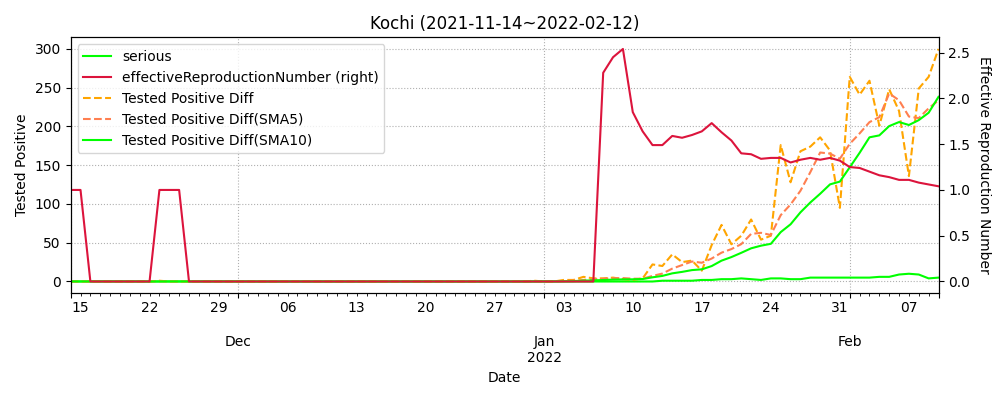 Kochi (2021-11-14~2022-02-12)
serious
effectiveReproductionNumber (right)
Tested Positive Diff
Tested Positive Diff(SMA5)
Tested Positive Diff(SMA10)
Tested Positive
300
250
200
150
100
50
0
2.5
2.0
1.5
1.0
0.5
0.0
Effective Reproduction Number
15 22 29 06 13 20 27 03 10 17 24 31 07
Dec Jan Feb
2022
Date